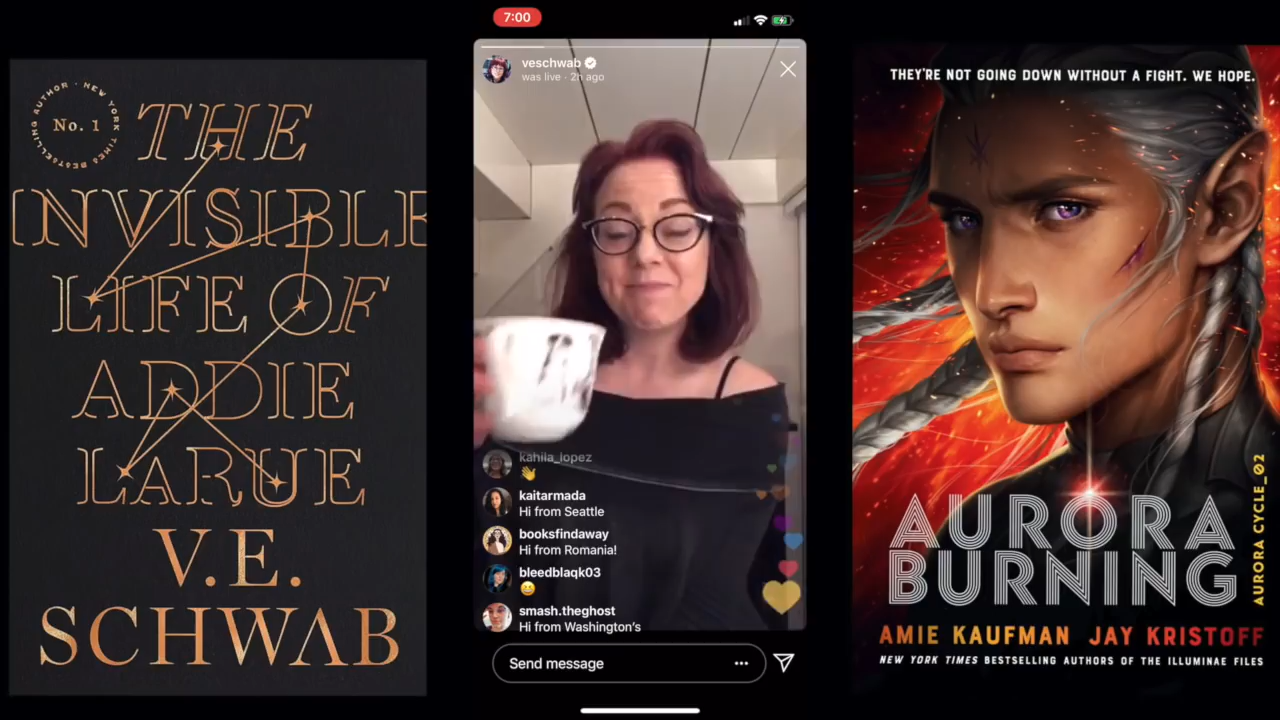 NEW YORK TIMES BESTSELLING AUTHOR
No. 1
THE
INVISIBLE
LIFE OF
ADDIE
LARUE
V.E.
SCHWAB
7:00
veschwab
was live · 2h ago
kahila_lopez
👋
kaitarmada
Hi from Seattle
booksfindaway
Hi from Romania!
bleedblaqk03
😄
smash.theghost
Hi from Washington's
Send message
THEY'RE NOT GOING DOWN WITHOUT A FIGHT. WE HOPE.
AURORA
BURNING
AURORA CYCLE_02
AMIE KAUFMAN JAY KRISTOFF
NEW YORK TIMES BESTSELLING AUTHORS OF THE ILLUMINAE FILES